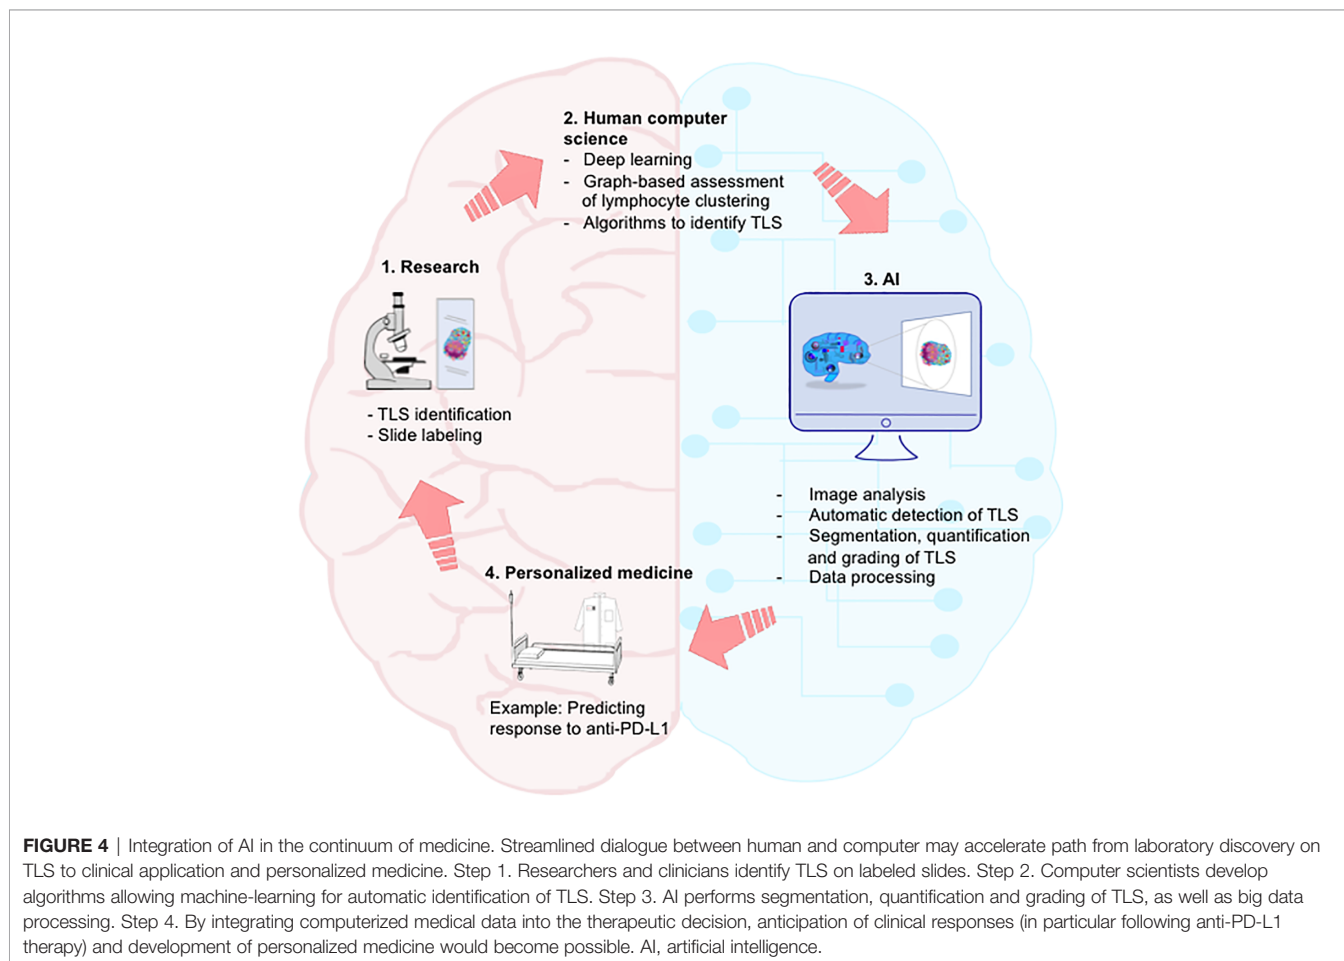 2. Human computer
science
- Deep learning
- Graph-based assessment
of lymphocyte clustering
- Algorithms to identify TLS
1. Research
- TLS identification
- Slide labeling
3. AI
- Image analysis
- Automatic detection of TLS
- Segmentation, quantification
and grading of TLS
- Data processing
4. Personalized medicine
Example: Predicting
response to anti-PD-L1
FIGURE 4 | Integration of AI in the continuum of medicine. Streamlined dialogue between human and computer may accelerate path from laboratory discovery on
TLS to clinical application and personalized medicine. Step 1. Researchers and clinicians identify TLS on labeled slides. Step 2. Computer scientists develop
algorithms allowing machine-learning for automatic identification of TLS. Step 3. AI performs segmentation, quantification and grading of TLS, as well as big data
processing. Step 4. By integrating computerized medical data into the therapeutic decision, anticipation of clinical responses (in particular following anti-PD-L1
therapy) and development of personalized medicine would become possible. AI, artificial intelligence.